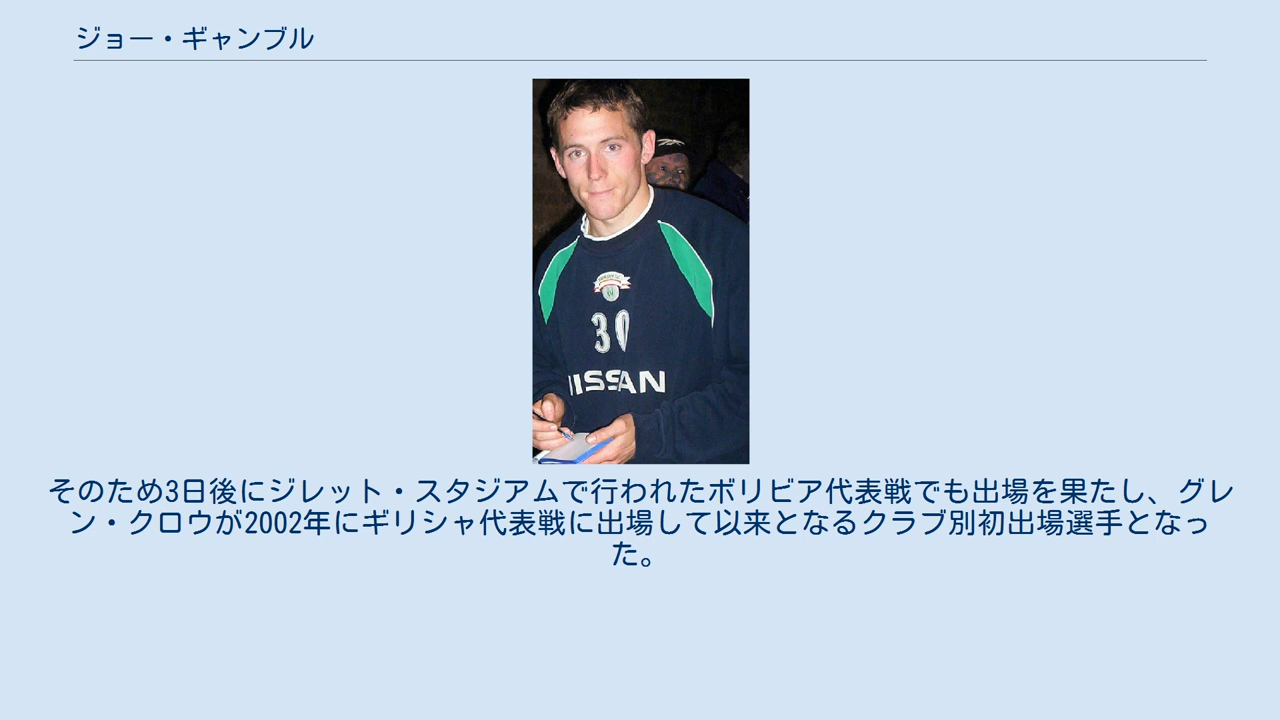 ジョー・ギャンブル
30
NISSAN
そのため3日後にジレット・スタジアムで行われたボリビア代表戦でも出場を果たし、グレ
ン・クロウが2002年にギリシャ代表戦に出場して以来となるクラブ別初出場選手となっ
た。